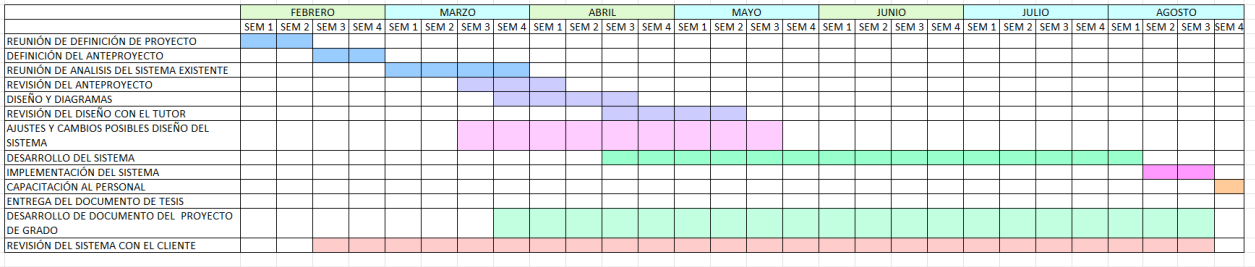 FEBRERO MARZO ABRIL MAYO JUNIO JULIO AGOSTO
SEM 1 SEM 2 SEM 3 SEM 4 SEM 1 SEM 2 SEM 3 SEM 4 SEM 1 SEM 2 SEM 3 SEM 4 SEM 1 SEM 2 SEM 3 SEM 4 SEM 1 SEM 2 SEM 3 SEM 4 SEM 1 SEM 2 SEM 3 SEM 4 SEM 1 SEM 2 SEM 3 SEM 4
REUNIÓN DE DEFINICIÓN DE PROYECTO
DEFINICIÓN DEL ANTEPROYECTO
REUNIÓN DE ANALISIS DEL SISTEMA EXISTENTE
REVISIÓN DEL ANTEPROYECTO
DISEÑO Y DIAGRAMAS
REVISIÓN DEL DISEÑO CON EL TUTOR
AJUSTES Y CAMBIOS POSIBLES DISEÑO DEL
SISTEMA
DESARROLLO DEL SISTEMA
IMPLEMENTACIÓN DEL SISTEMA
CAPACITACIÓN AL PERSONAL
ENTREGA DEL DOCUMENTO DE TESIS
DESARROLLO DE DOCUMENTO DEL PROYECTO
DE GRADO
REVISIÓN DEL SISTEMA CON EL CLIENTE